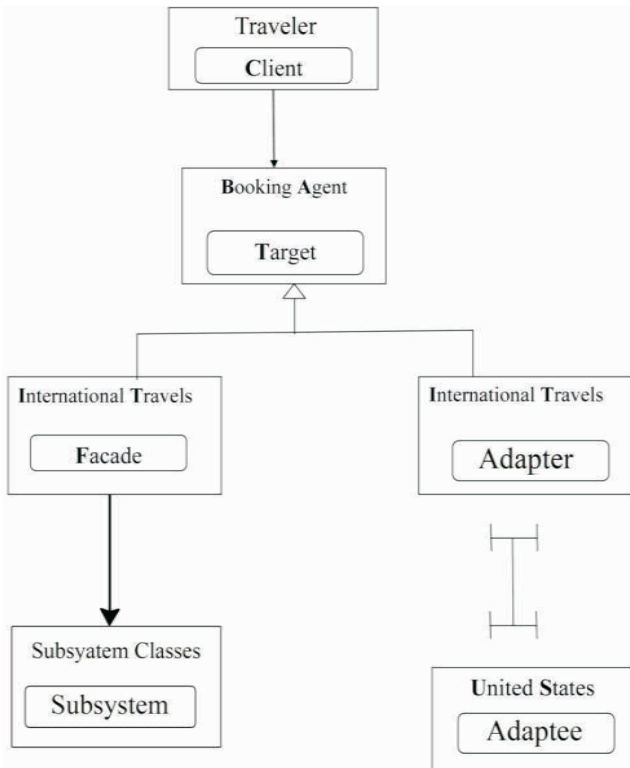 Traveler
Client
Booking Agent
Target
International Travels
Facade
International Travels
Adapter
Subsyatem Classes
Subsystem
United States
Adaptee